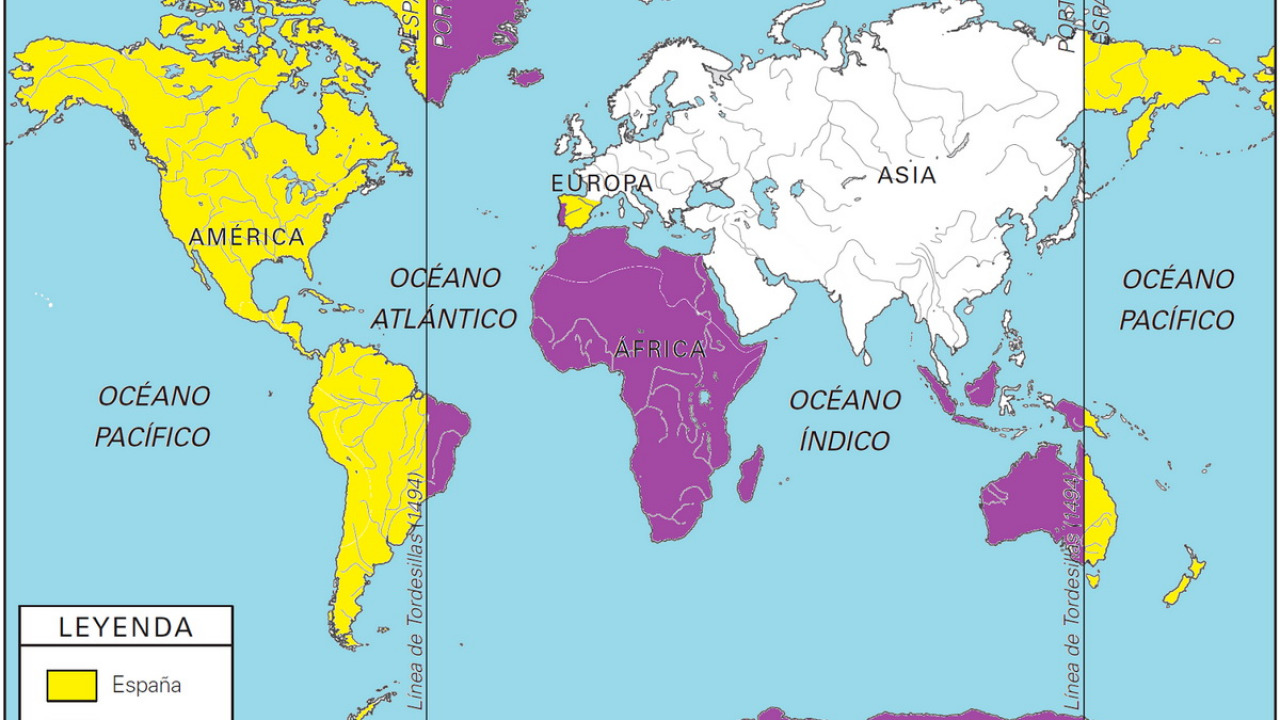 ESPA
PORT
PORT
ESPA
EUROPA
ASIA
AMÉRICA
OCÉANO
ATLÁNTICO
OCÉANO
PACÍFICO
ÁFRICA
OCÉANO
PACÍFICO
OCÉANO
ÍNDICO
Línea de Tordesillas (1494)
Línea de Tordesillas (1494)
LEYENDA
España